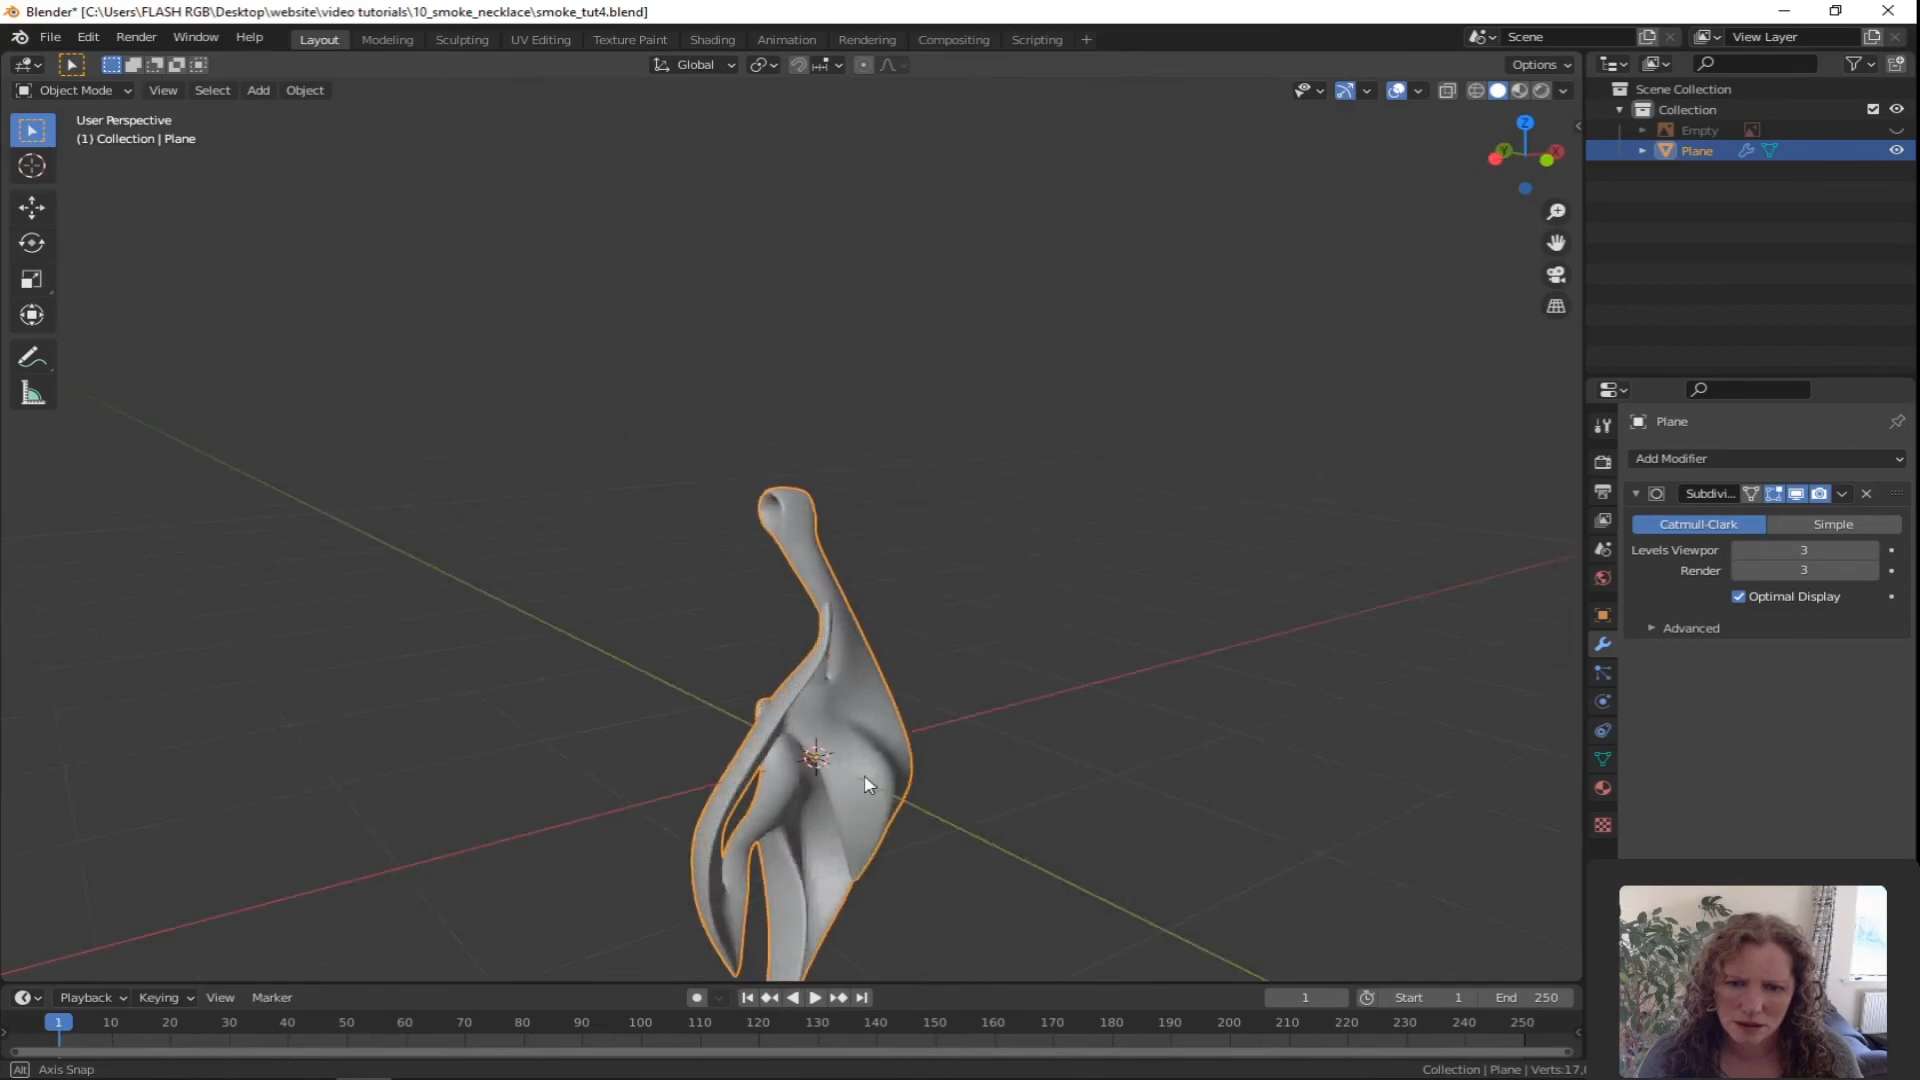 Blender* [C:\Users\FLASH RGB\Desktop\website\video tutorials\10_smoke_necklace\smoke_tut4.blend]
File Edit Render Window Help Layout Modeling Sculpting UV Editing Texture Paint Shading Animation Rendering Compositing Scripting + Scene View Layer
Global Options
Object Mode View Select Add Object
User Perspective
(1) Collection | Plane
Z
Y
X
Scene Collection
Collection
Empty
Plane
Plane
Add Modifier
Subdivi...
Catmull-Clark Simple
Levels Viewpor 3
Render 3
Optimal Display
Advanced
Playback Keying View Marker 1 Start 1 End 250
1 10 20 30 40 50 60 70 80 90 100 110 120 130 140 150 160 170 180 190 200 210 220 230 240 250
Alt Axis Snap Collection | Plane | Verts:17,